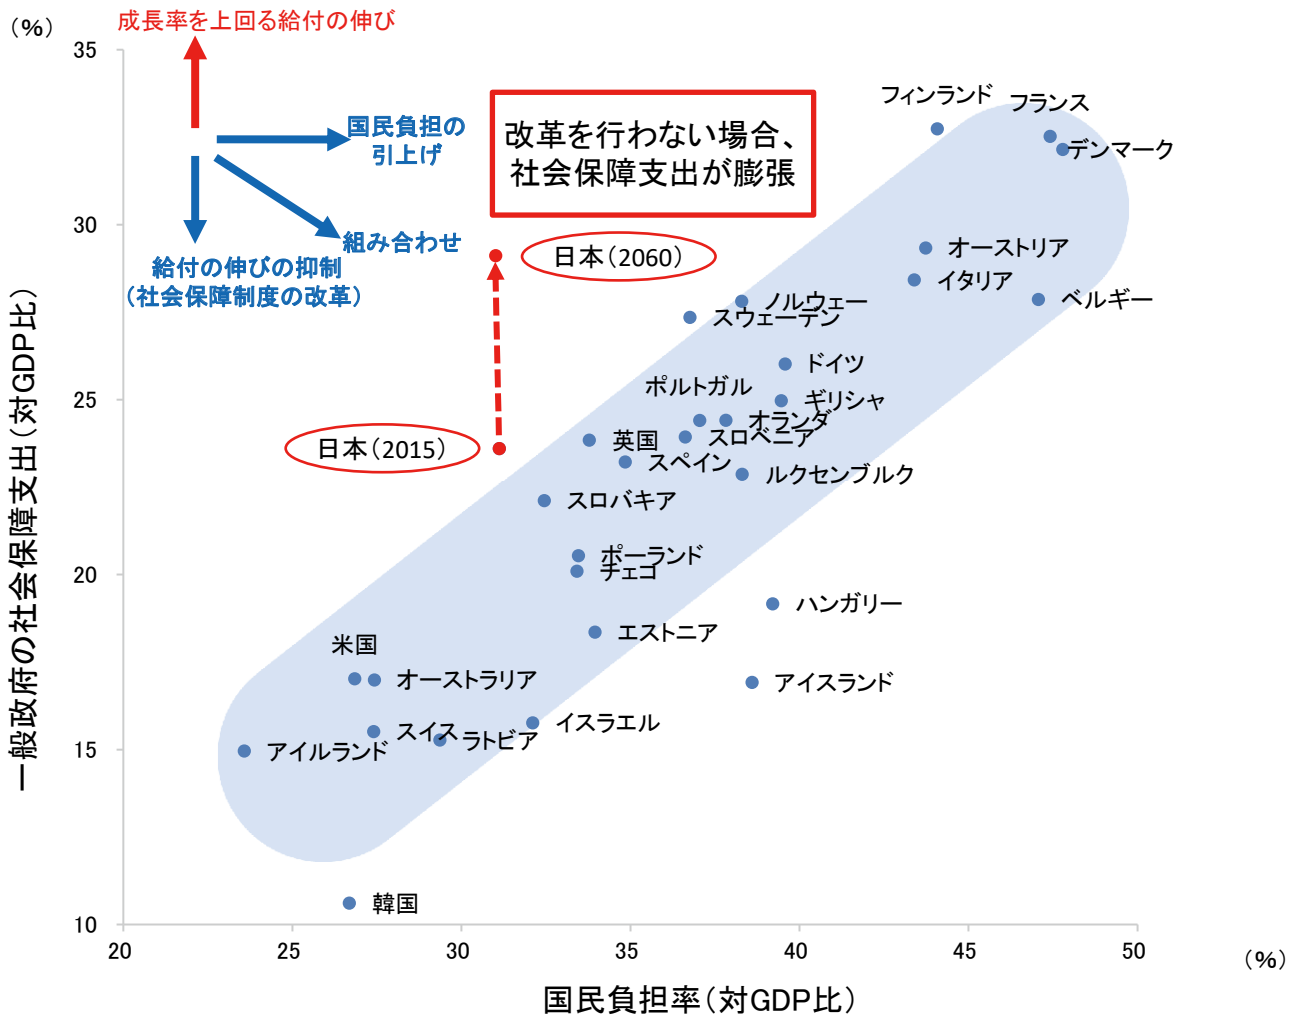 （%）
成長率を上回る給付の伸び
国民負担の
引上げ
組み合わせ
給付の伸びの抑制
（社会保障制度の改革）
改革を行わない場合、
社会保障支出が膨張
日本（2060）
日本（2015）
フィンランド
フランス
デンマーク
オーストリア
イタリア
ベルギー
ノルウェー
スウェーデン
ドイツ
ポルトガル
ギリシャ
オランダ
英国
スロベニア
スペイン
ルクセンブルク
スロバキア
ポーランド
チェコ
ハンガリー
エストニア
米国
オーストラリア
アイスランド
イスラエル
スイス
ラトビア
アイルランド
韓国
35
30
25
20
15
10
20
25
30
35
40
45
50
（%）
一般政府の社会保障支出（対GDP比）
国民負担率（対GDP比）